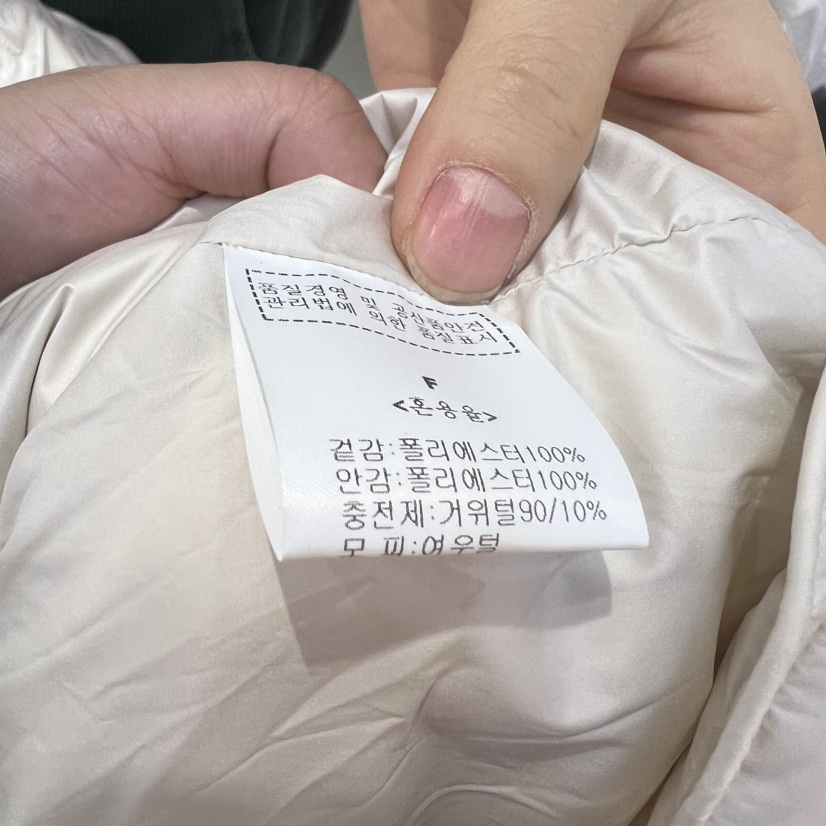 품질경영 및 공산품안전
관리법에 의한 품질표시
F
<혼용율>
겉감:폴리에스터100%
안감:폴리에스터100%
충전제:거위털90/10%
모 피:여우털